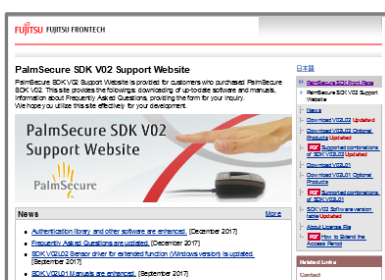 FUJITSU FUJITSU FRONTECH
PalmSecure SDK V02 Support Website
PalmSecure SDK V02 Support Website is provided for customers who purchased PalmSecure
SDK V02. This site provides the followings: downloading of up-to-date software and manuals,
information about Frequently Asked Questions, providing the form for your inquiry.
We hope you utilize this site effectively for your development.
PalmSecure SDK V02
Support Website
PalmSecure
News
More
Authentication library and other software are enhanced. [December 2017]
Frequently Asked Questions are updated. [December 2017]
SDK V02L02 Sensor driver for extended function (Windows version) is updated.
[September 2017]
SDK V02L01 Manuals are enhanced. [September 2017]
日本語
PalmSecure SDK Front Page
PalmSecure SDK V02 Support
Website
News
Download V02L02 Updated
Download V02L02 Optional
Products
PDF Supported combinations
of SDK V02L02
Download V02L01
Download V02L01 Optional
Products
PDF Supported combinations
of SDK V02L01
SDK V02 Software version
table Updated
About License File
PDF How to Extend the
Access Period
Related Links
Contact